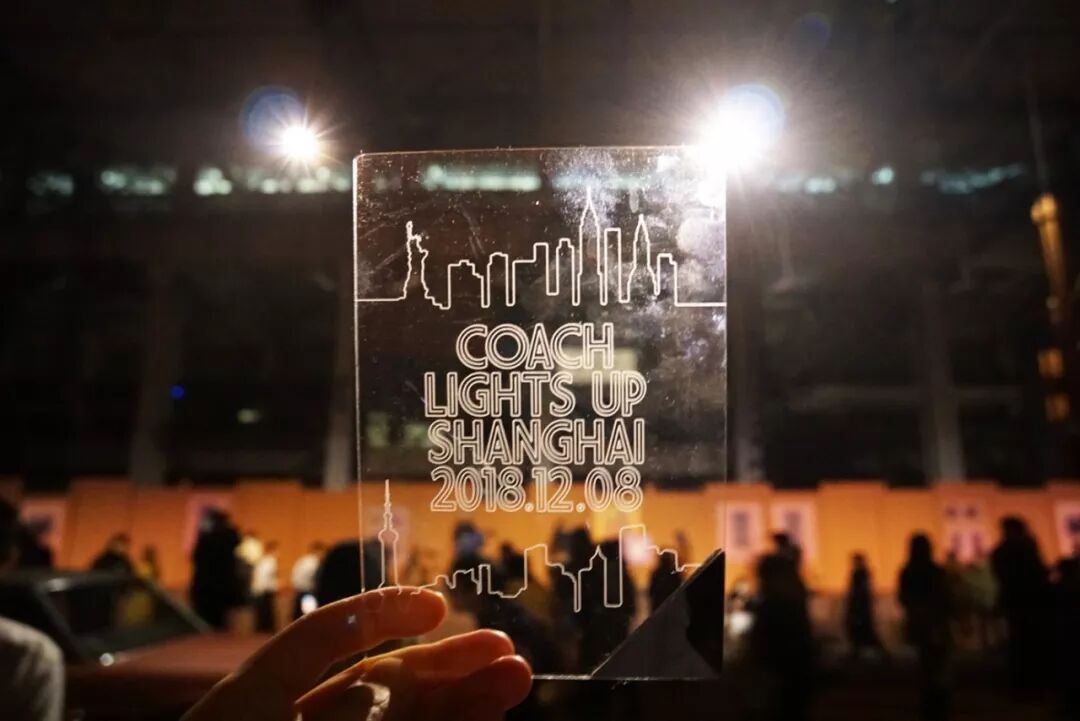 COACH
LIGHTS UP
SHANGHAI
2018.12.08